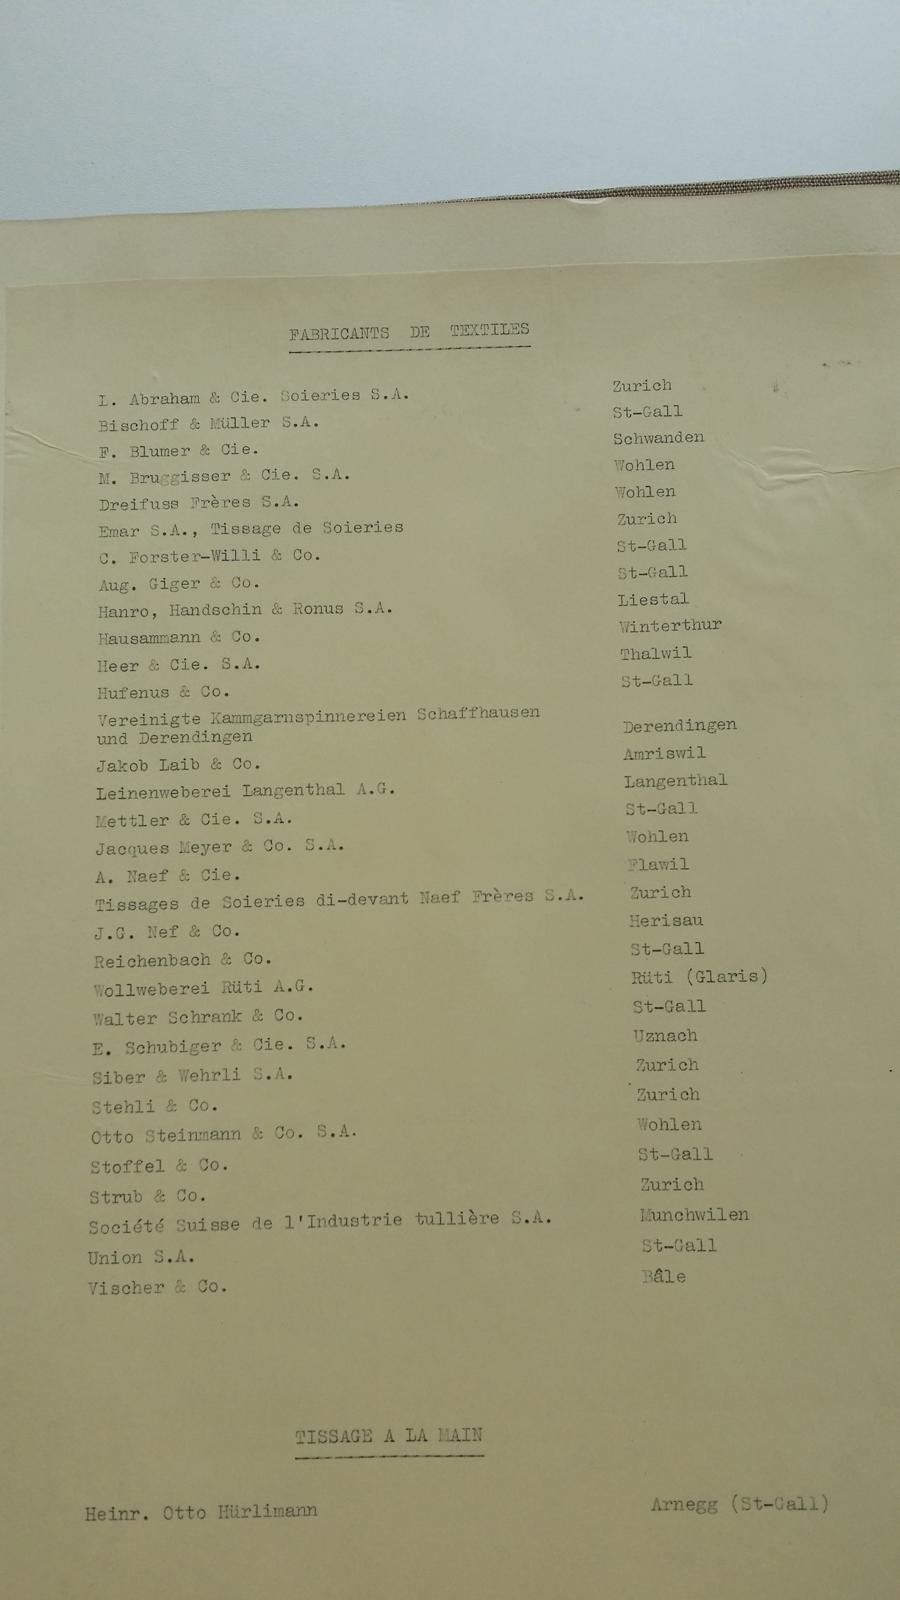 FABRICANTS DE TEXTILES
L. Abraham & Cie. Soieries S.A. Zurich
Bischoff & Müller S.A. St-Gall
F. Blumer & Cie. Schwanden
M. Bruggisser & Cie. S.A. Wohlen
Dreifuss Frères S.A. Wohlen
Emar S.A., Tissage de Soieries Zurich
C. Forster-Willi & Co. St-Gall
Aug. Giger & Co. St-Gall
Hanro, Handschin & Ronus S.A. Liestal
Hausammann & Co. Winterthur
Heer & Cie. S.A. Thalwil
Hufenus & Co. St-Gall
Vereinigte Kammgarnspinnereien Schaffhausen
und Derendingen Derendingen
Jakob Laib & Co. Amriswil
Leinenweberei Langenthal A.G. Langenthal
Mettler & Cie. S.A. St-Gall
Jacques Meyer & Co. S.A. Wohlen
A. Naef & Cie. Flawil
Tissages de Soieries di-devant Naef Frères S.A. Zurich
J.G. Nef & Co. Herisau
Reichenbach & Co. St-Gall
Wollweberei Rüti A.G. Rüti (Glaris)
Walter Schrank & Co. St-Gall
E. Schubiger & Cie. S.A. Uznach
Siber & Wehrli S.A. Zurich
Stehli & Co. Zurich
Otto Steinmann & Co. S.A. Wohlen
Stoffel & Co. St-Gall
Strub & Co. Zurich
Société Suisse de l'Industrie tullière S.A. Munchwilen
Union S.A. St-Gall
Vischer & Co. Bâle
TISSAGE A LA MAIN
Heinr. Otto Hürlimann Arnegg (St-Gall)